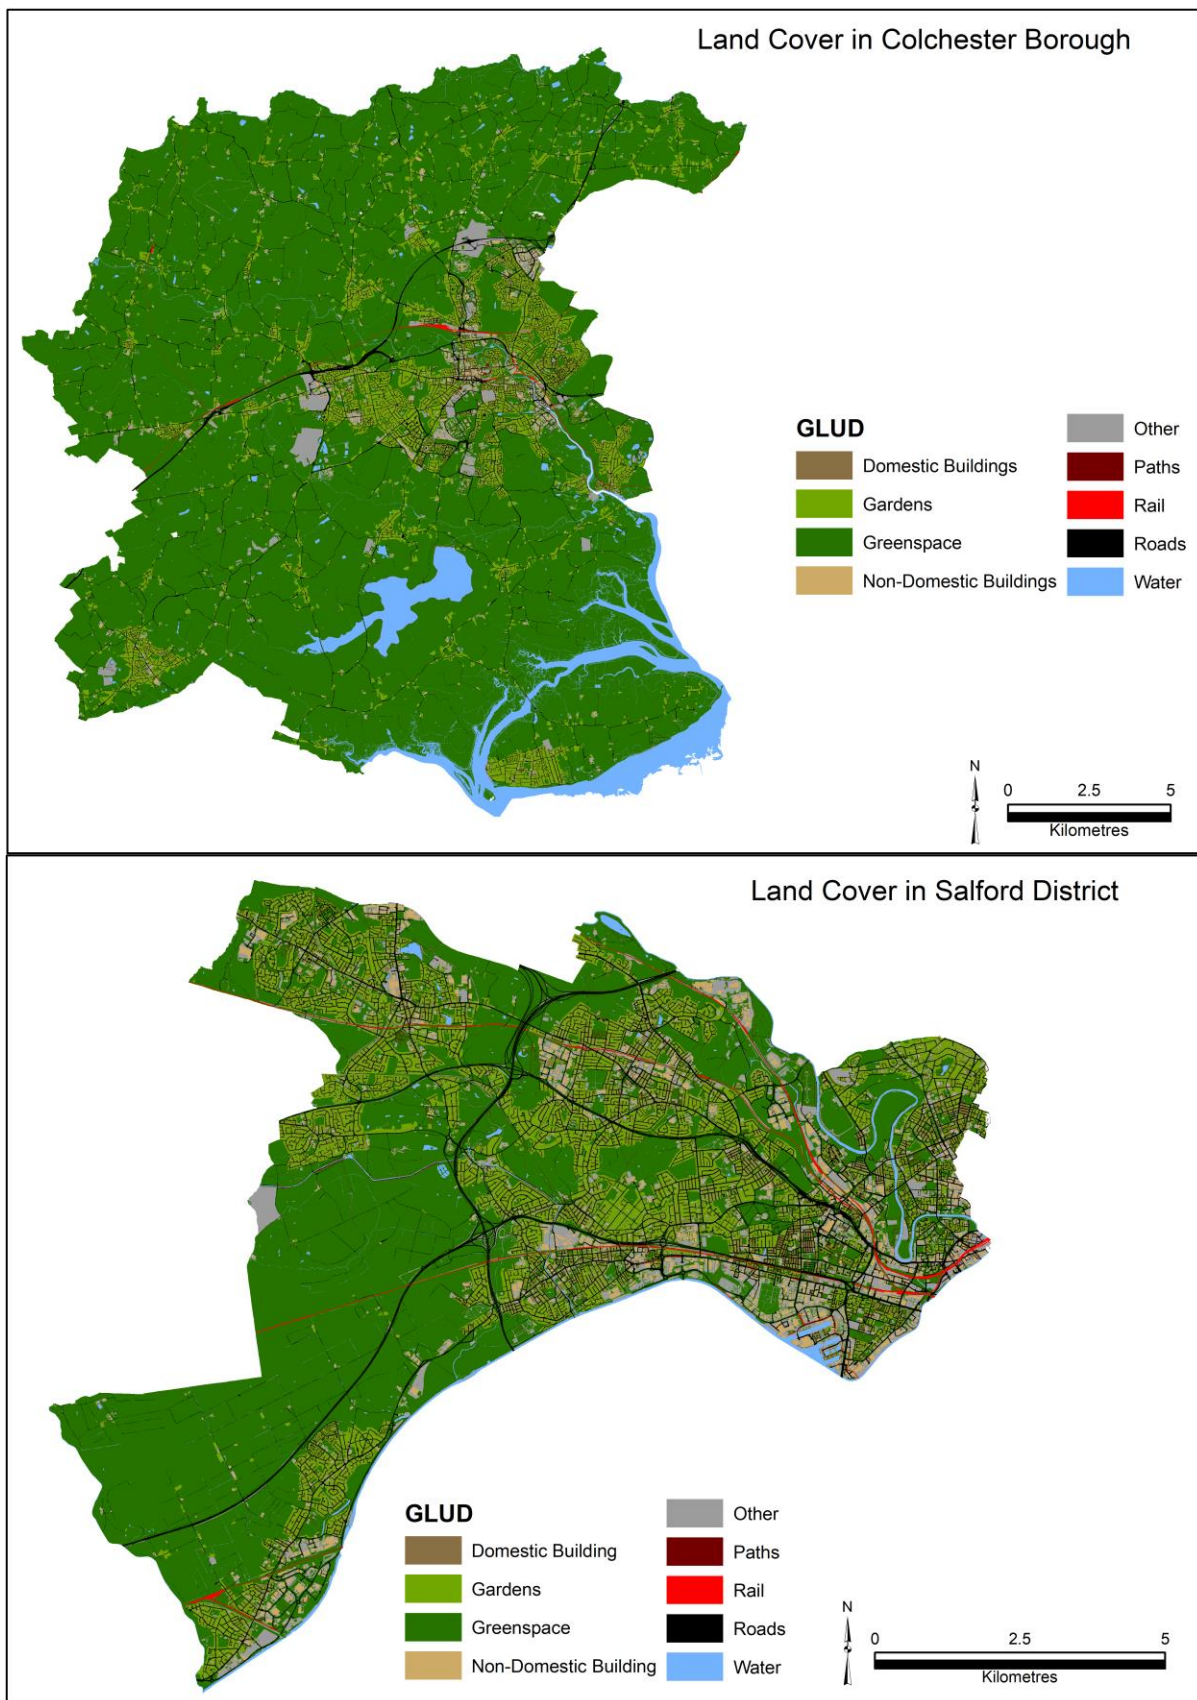 Land Cover in Colchester Borough
GLUD
Domestic Buildings
Gardens
Greenspace
Non-Domestic Buildings
Other
Paths
Rail
Roads
Water
N
0 2.5 5
Kilometres
Land Cover in Salford District
GLUD
Domestic Building
Gardens
Greenspace
Non-Domestic Building
Other
Paths
Rail
Roads
Water
N
0 2.5 5
Kilometres